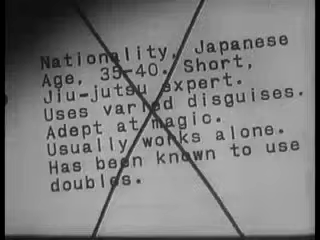 Nationality, Japanese
Age, 35-40. Short,
Jiu-jutsu expert.
Uses varied disguises.
Adept at magic.
Usually works alone.
Has been known to use
doubles.